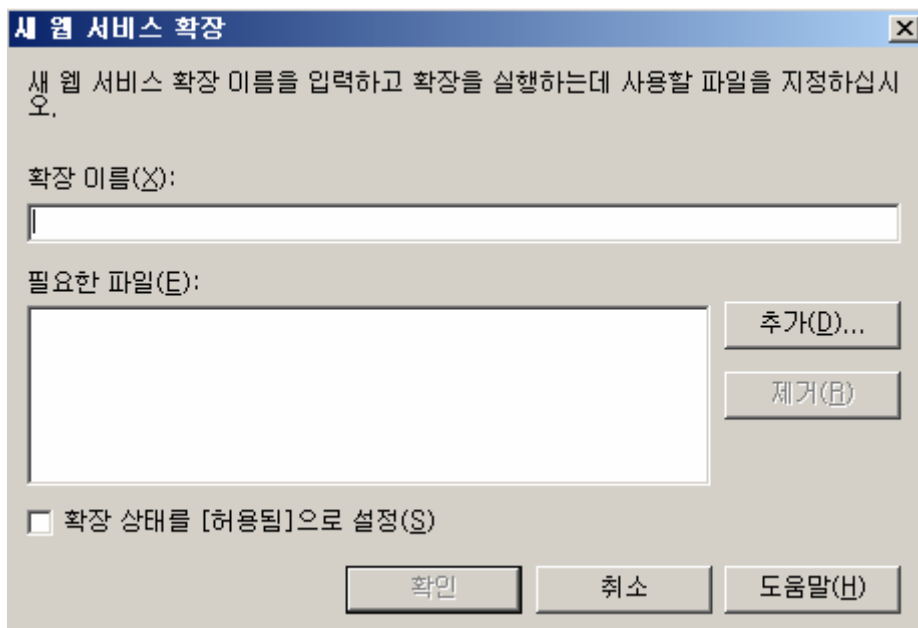 새 웹 서비스 확장
새 웹 서비스 확장 이름을 입력하고 확장을 실행하는데 사용할 파일을 지정하십시
오.
확장 이름(X):
필요한 파일(E):
추가(D)...
제거(R)
확장 상태를 [허용됨]으로 설정(S)
확인
취소
도움말(H)